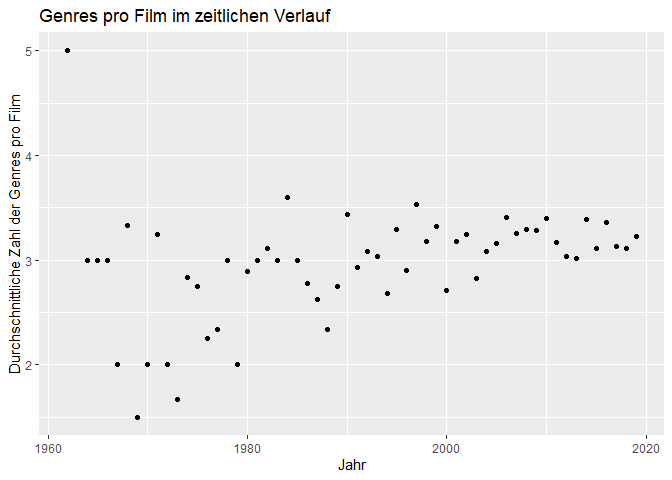 Genres pro Film im zeitlichen Verlauf
Durchschnittliche Zahl der Genres pro Film
5
4
3
2
1960
1980
2000
2020
Jahr